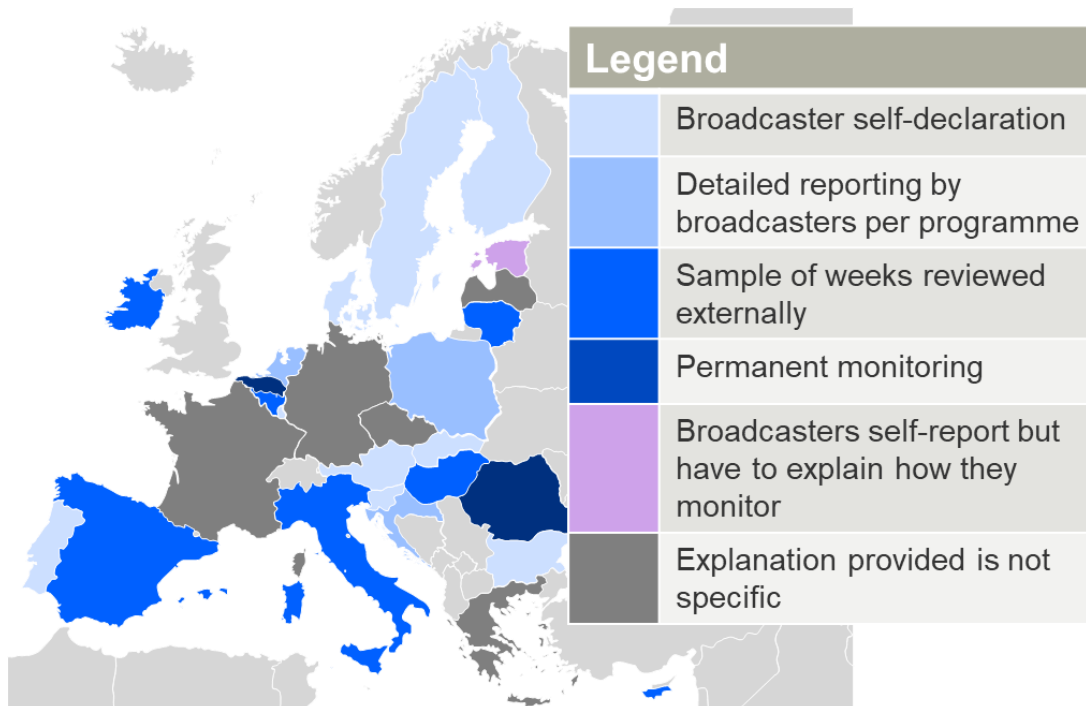 Legend
Broadcaster self-declaration
Detailed reporting by
broadcasters per programme
Sample of weeks reviewed
externally
Permanent monitoring
Broadcasters self-report but
have to explain how they
monitor
Explanation provided is not
specific